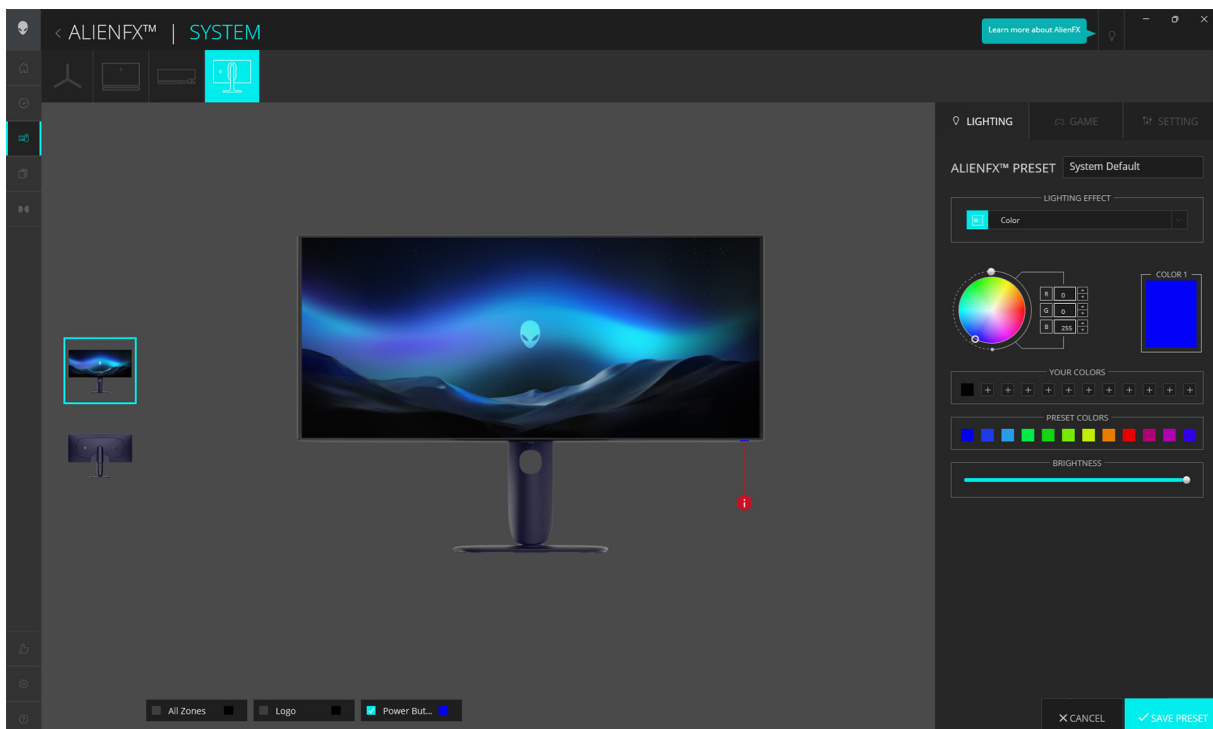 ALIENFX™ | SYSTEM
Learn more about AlienFX
LIGHTING
GAME
SETTING
ALIENFX™ PRESET
System Default
LIGHTING EFFECT
Color
R 0
G 0
B 255
COLOR 1
YOUR COLORS
PRESET COLORS
BRIGHTNESS
All Zones
Logo
Power But...
CANCEL
SAVE PRESET